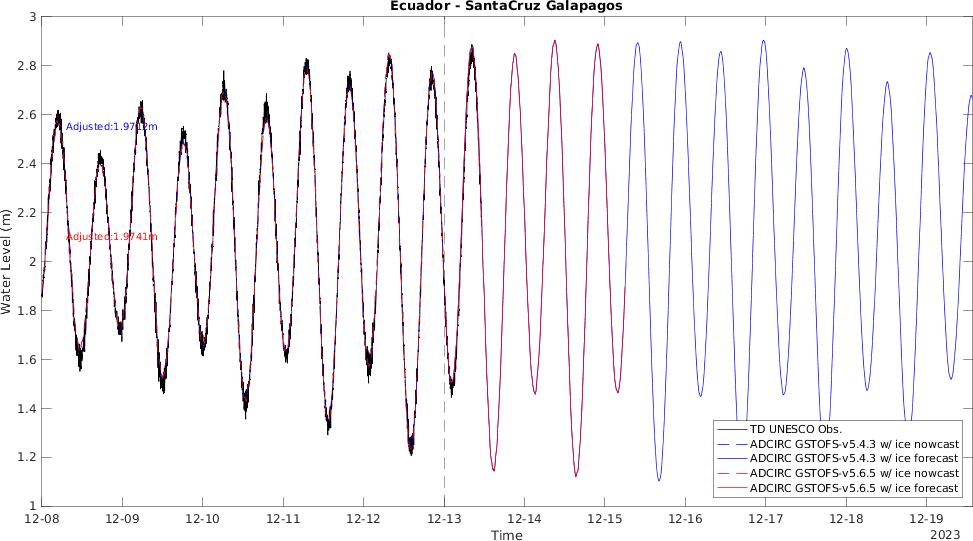 Ecuador - SantaCruz Galapagos
3
2.8
2.6
2.4
2.2
2
1.8
1.6
1.4
1.2
1
Water Level (m)
Adjusted:1.9712m
Adjusted:1.9741m
TD UNESCO Obs.
ADCIRC GSTOFS-v5.4.3 w/ ice nowcast
ADCIRC GSTOFS-v5.4.3 w/ ice forecast
ADCIRC GSTOFS-v5.6.5 w/ ice nowcast
ADCIRC GSTOFS-v5.6.5 w/ ice forecast
12-08 12-09 12-10 12-11 12-12 12-13 12-14 12-15 12-16 12-17 12-18 12-19
Time
2023